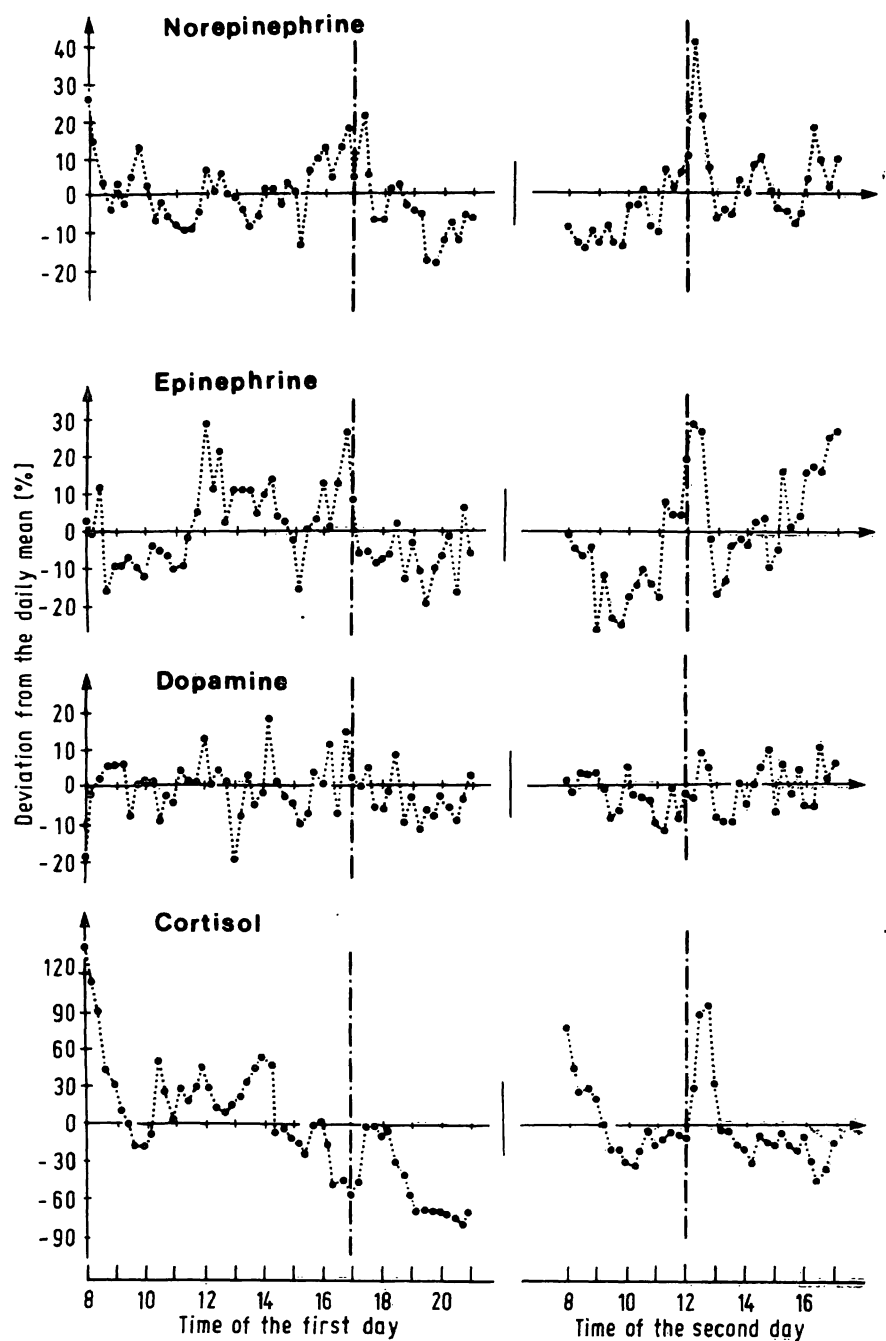 Norepinephrine
40
30
20
10
0
-10
-20
Epinephrine
30
20
10
0
-10
-20
Dopamine
20
10
0
-10
-20
Cortisol
120
90
60
30
0
-30
-60
-90
Deviation from the daily mean [%]
8 10 12 14 16 18 20
8 10 12 14 16
Time of the first day
Time of the second day